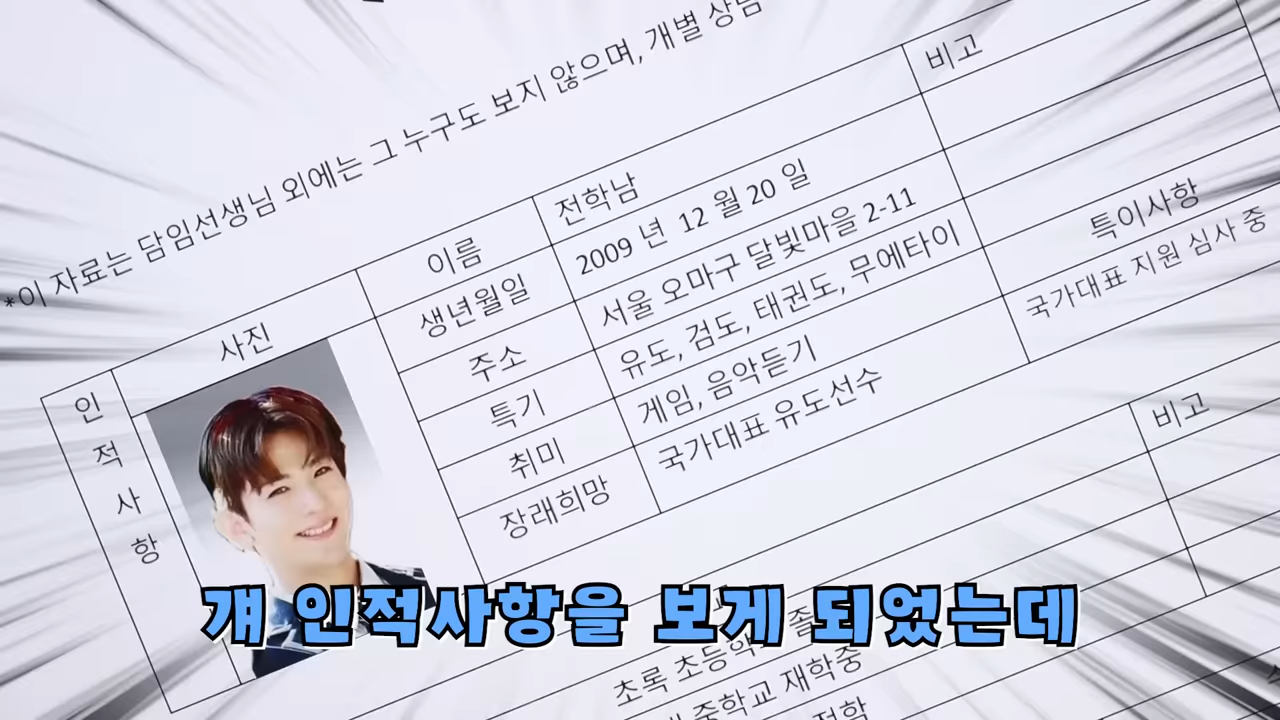 *이 자료는 담임선생님 외에는 그 누구도 보지 않으며, 개별 상담
인적사항
사진
이름 전학남 비고
생년월일 2009 년 12 월 20 일
주소 서울 오마구 달빛마을 2-11
특기 유도, 검도, 태권도, 무에타이 특이사항
취미 게임, 음악듣기 국가대표 지원 심사 중
장래희망 국가대표 유도선수
비고
걔 인적사항을 보게 되었는데
초록
중학교 재학중
전학